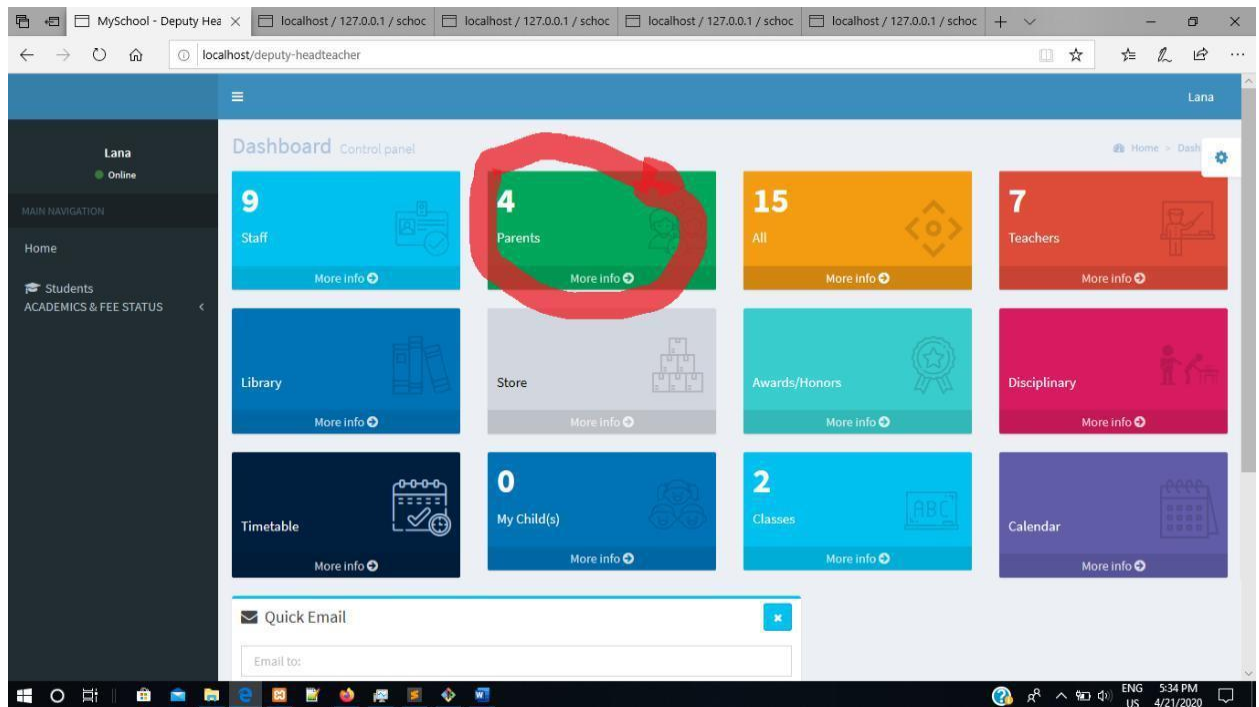 MySchool - Deputy Hea
localhost / 127.0.0.1 / schoc
localhost / 127.0.0.1 / schoc
localhost / 127.0.0.1 / schoc
localhost / 127.0.0.1 / schoc
localhost/deputy-headteacher
Lana
Lana
Online
MAIN NAVIGATION
Home
Students
ACADEMICS & FEE STATUS
Dashboard Control panel
Home > Dash
9
Staff
More info
4
Parents
More info
15
All
More info
7
Teachers
More info
Library
More info
Store
More info
Awards/Honors
More info
Disciplinary
More info
Timetable
More info
0
My Child(s)
More info
2
Classes
ABC
More info
Calendar
More info
Quick Email
Email to:
ENG
US
5:34 PM
4/21/2020